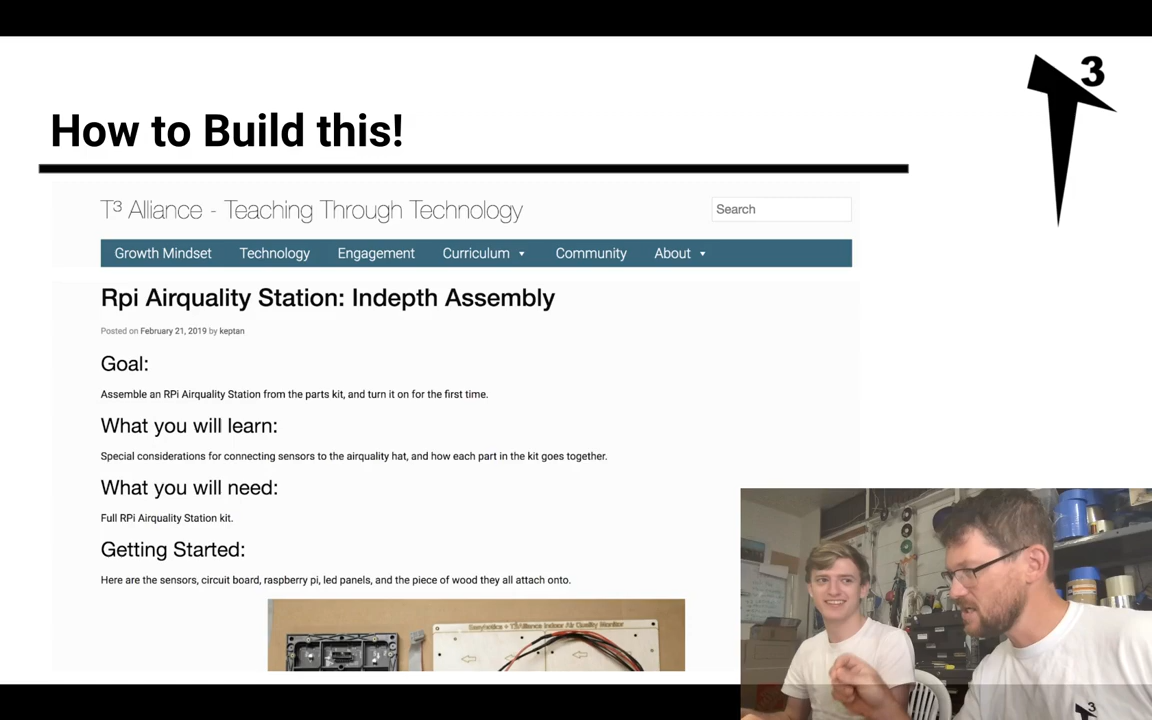 3
How to Build this!
T³ Alliance - Teaching Through Technology
Search
Growth Mindset Technology Engagement Curriculum Community About
Rpi Airquality Station: Indepth Assembly
Posted on February 21, 2019 by keptan
Goal:
Assemble an RPi Airquality Station from the parts kit, and turn it on for the first time.
What you will learn:
Special considerations for connecting sensors to the airquality hat, and how each part in the kit goes together.
What you will need:
Full RPi Airquality Station kit.
Getting Started:
Here are the sensors, circuit board, raspberry pi, led panels, and the piece of wood they all attach onto.
Indoor Air Quality Monitor
3